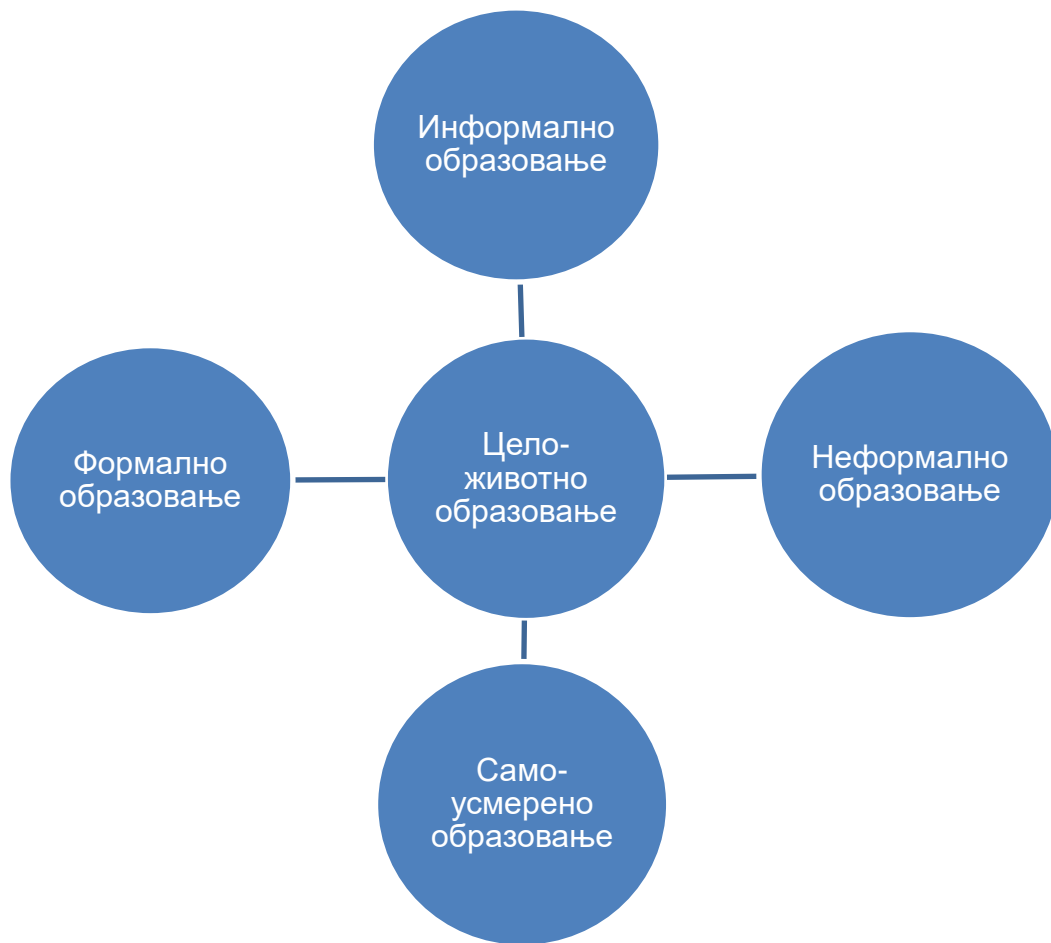 Информално
образовање
Формално
образовање
Цело-
животно
образовање
Неформално
образовање
Само-
усмерено
образовање